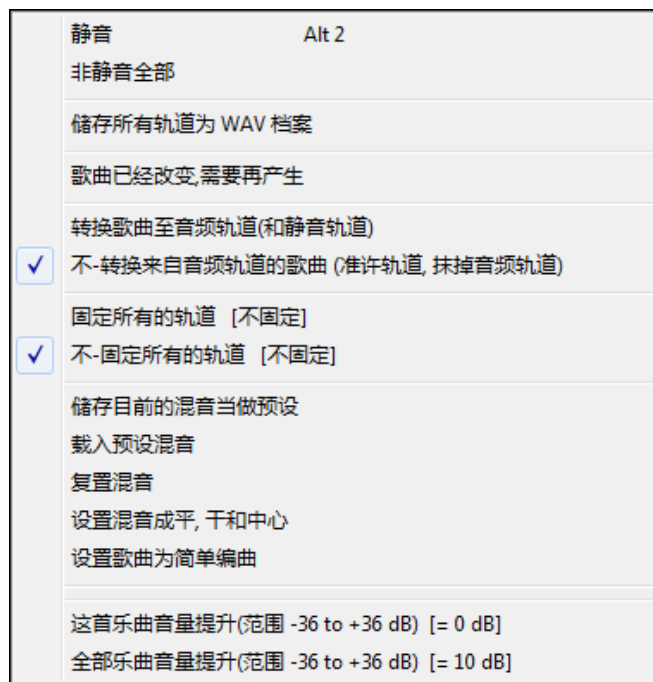 静音 Alt 2
非静音全部
储存所有轨道为 WAV 档案
歌曲已经改变,需要再产生
转换歌曲至音频轨道(和静音轨道)
不-转换来自音频轨道的歌曲 (准许轨道, 抹掉音频轨道)
固定所有的轨道 [不固定]
不-固定所有的轨道 [不固定]
储存目前的混音当做预设
载入预设混音
复置混音
设置混音成平, 干和中心
设置歌曲为简单编曲
这首乐曲音量提升(范围 -36 to +36 dB) [= 0 dB]
全部乐曲音量提升(范围 -36 to +36 dB) [= 10 dB]